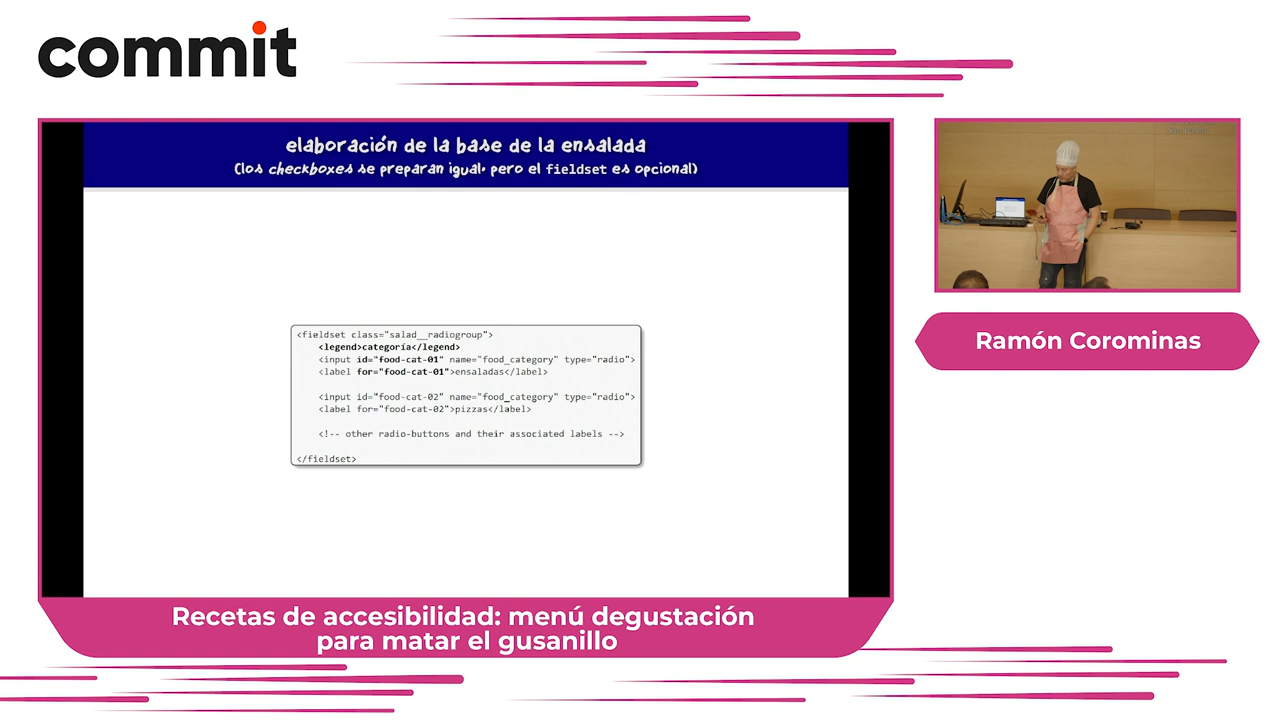 commit
elaboración de la base de la ensalada
(los checkboxes se preparan igual, pero el fieldset es opcional)
<fieldset class="salad__radiogroup">
<legend>categoría</legend>
<input id="food-cat-01" name="food_category" type="radio">
<label for="food-cat-01">ensaladas</label>
<input id="food-cat-02" name="food_category" type="radio">
<label for="food-cat-02">pizzas</label>
<!-- other radio-buttons and their associated labels -->
</fieldset>
Ramón Corominas
Recetas de accesibilidad: menú degustación
para matar el gusanillo